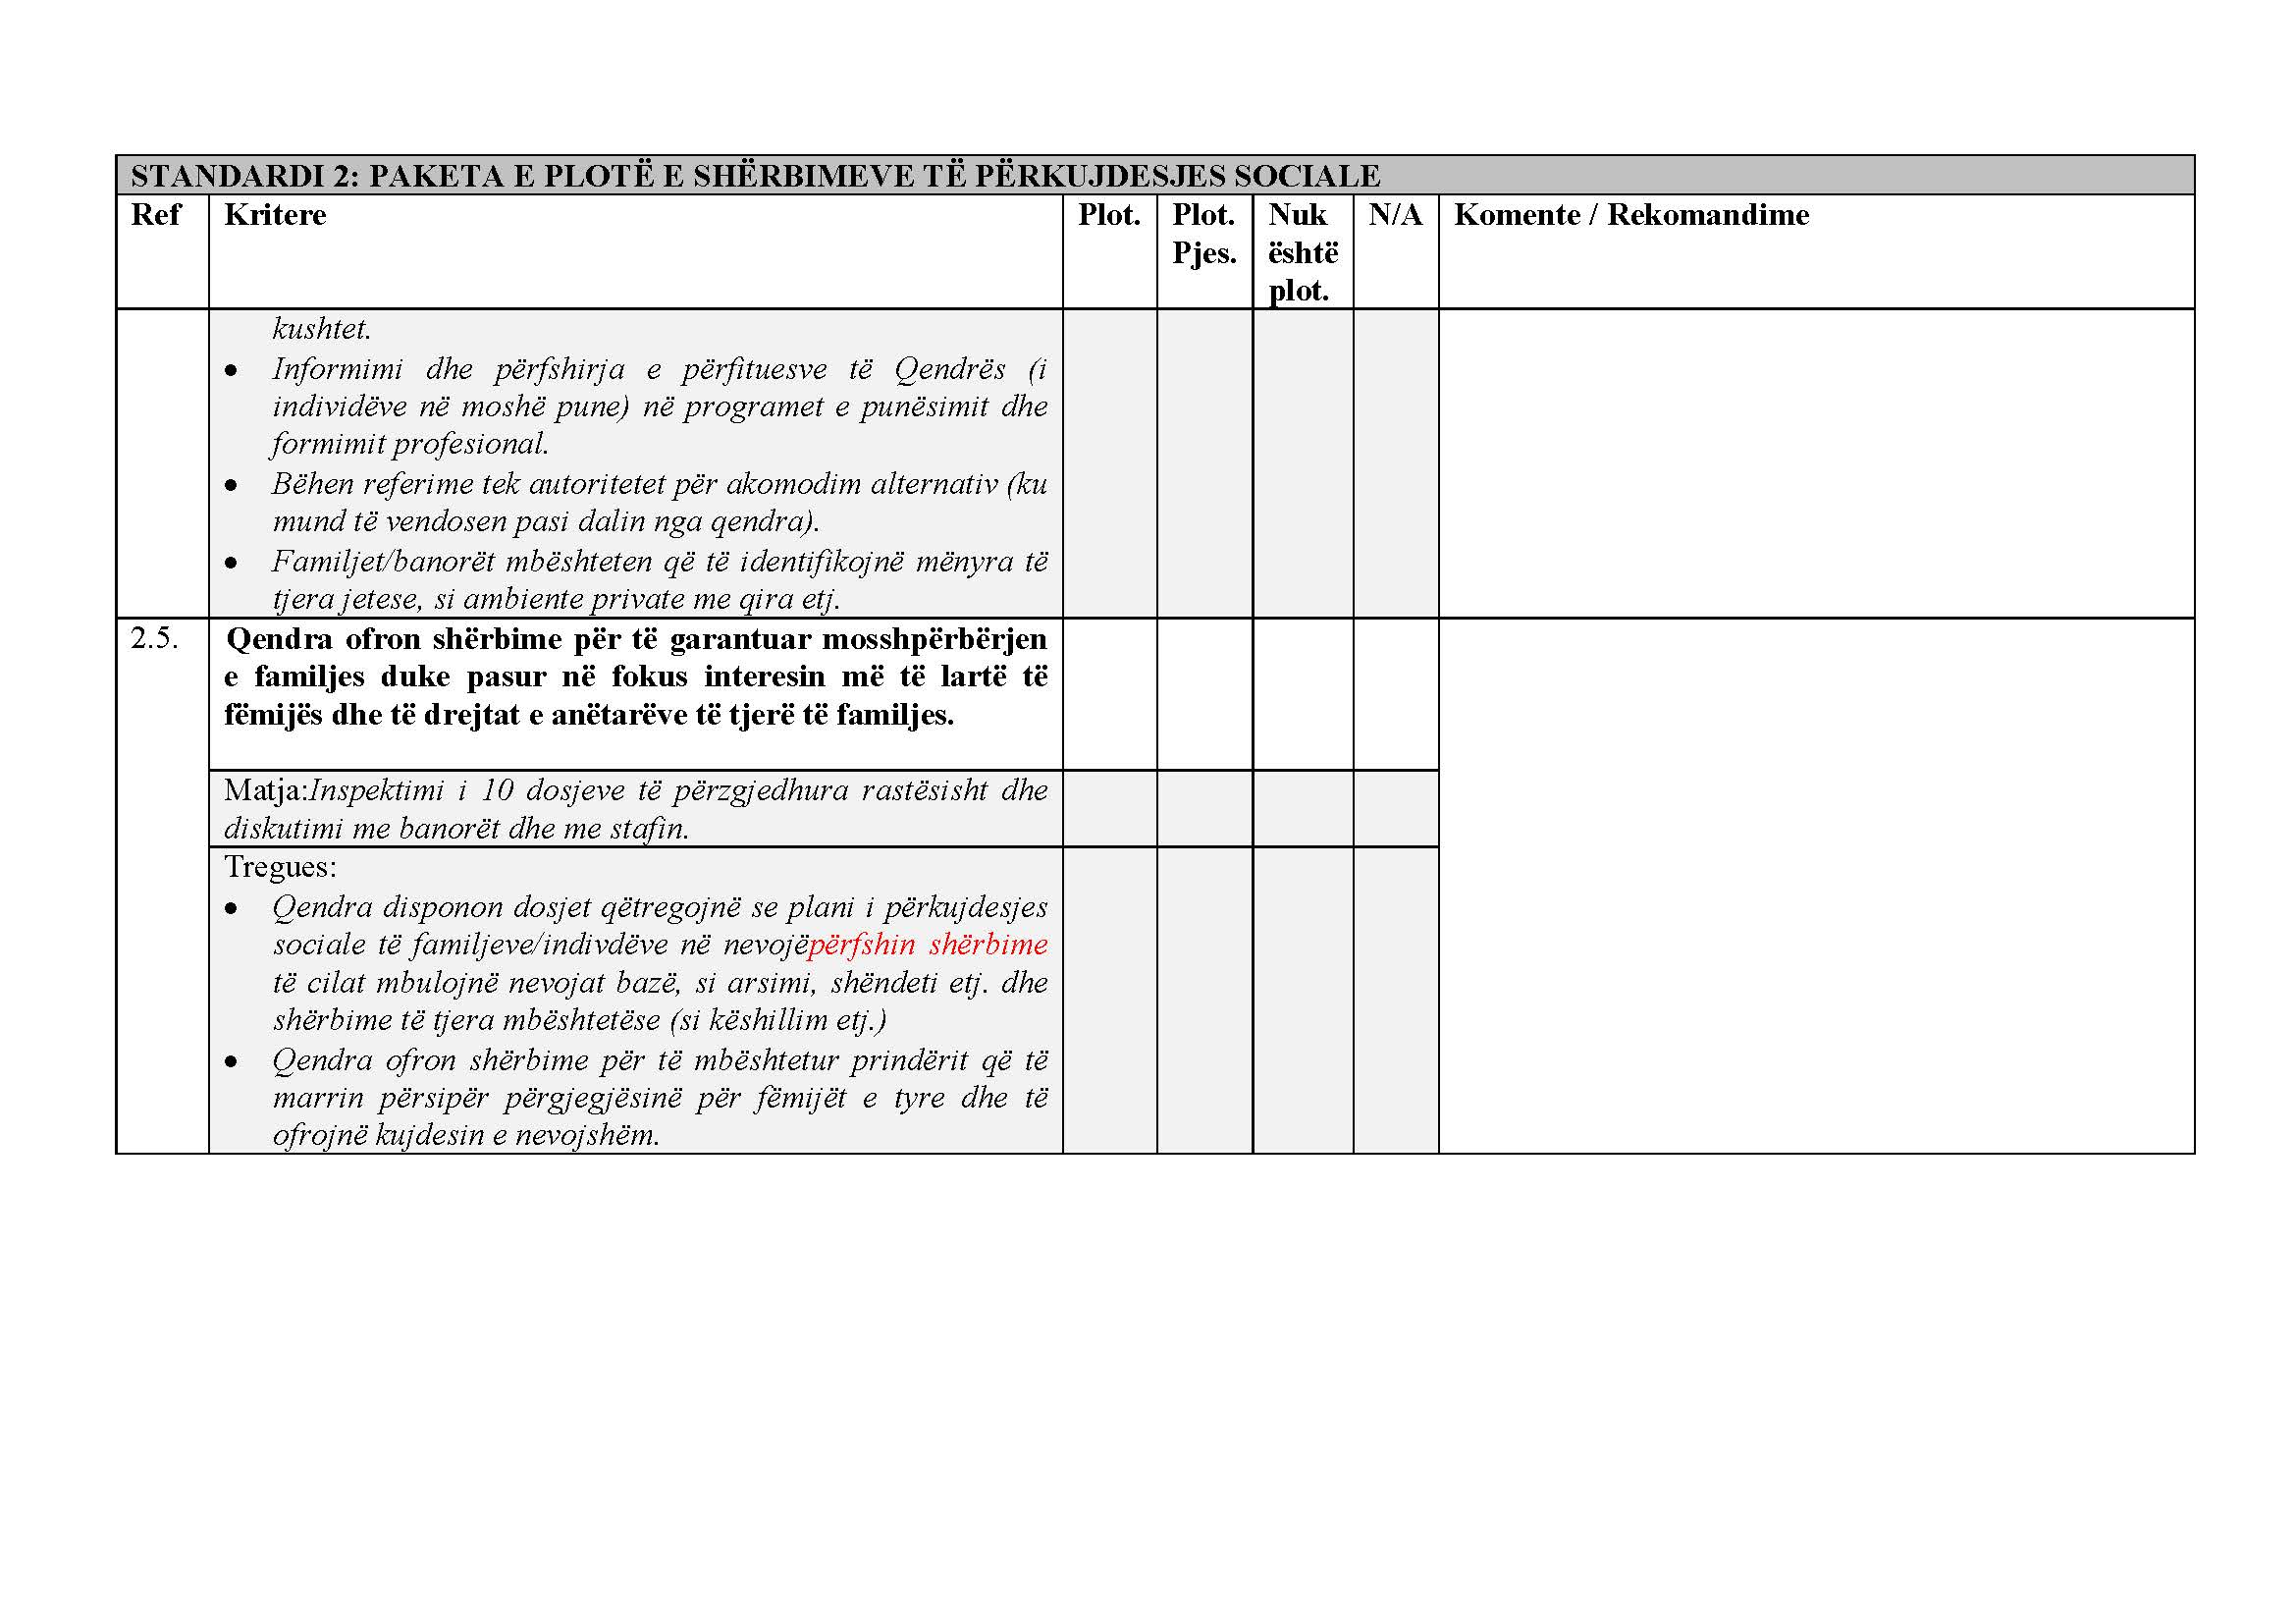 STANDARDI 2: PAKETA E PLOTË E SHËRBIMEVE TË PËRKUJDESJES SOCIALE
Ref Kritere Plot. Plot. Nuk N/A Komente / Rekomandime
Pjes. është
plot.
kushtet.
• Informimi dhe përfshirja e përfituesve të Qendrës (i
individëve në moshë pune) në programet e punësimit dhe
formimit profesional.
• Bëhen referime tek autoritetet për akomodim alternativ (ku
mund të vendosen pasi dalin nga qendra).
• Familjet/banorët mbështeten që të identifikojnë mënyra të
tjera jetese, si ambiente private me qira etj.
2.5. Qendra ofron shërbime për të garantuar mosshpërbërjen
e familjes duke pasur në fokus interesin më të lartë të
fëmijës dhe të drejtat e anëtarëve të tjerë të familjes.
Matja:Inspektimi i 10 dosjeve të përzgjedhura rastësisht dhe
diskutimi me banorët dhe me stafin.
Tregues:
• Qendra disponon dosjet qëtregojnë se plani i përkujdesjes
sociale të familjeve/indivdëve në nevojëpërfshin shërbime
të cilat mbulojnë nevojat bazë, si arsimi, shëndeti etj. dhe
shërbime të tjera mbështetëse (si këshillim etj.)
• Qendra ofron shërbime për të mbështetur prindërit që të
marrin përsipër përgjegjësinë për fëmijët e tyre dhe të
ofrojnë kujdesin e nevojshëm.